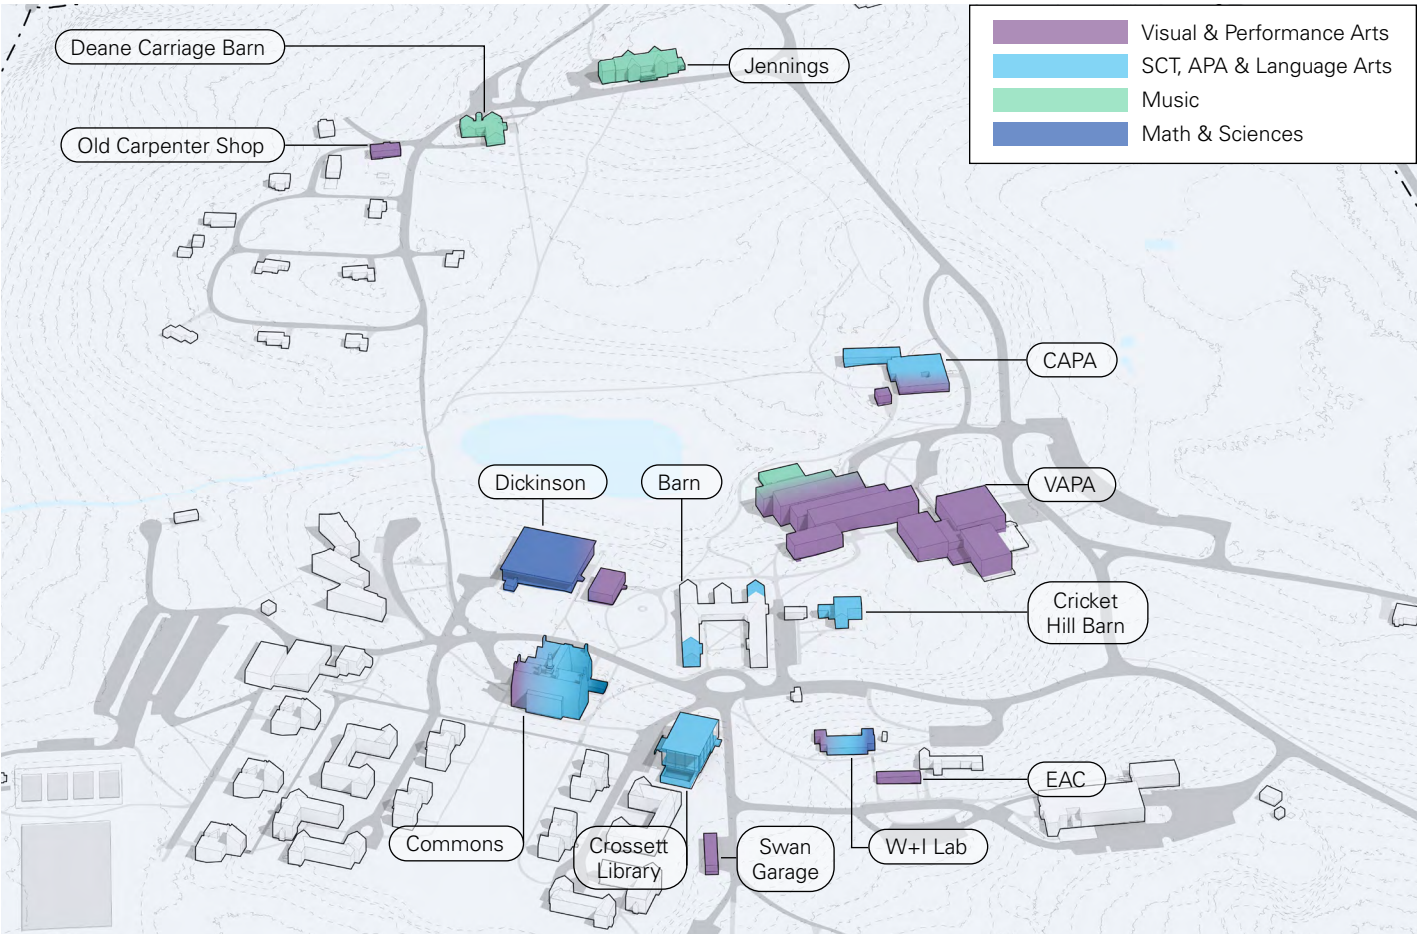 Deane Carriage Barn
Jennings
Old Carpenter Shop
Visual & Performance Arts
SCT, APA & Language Arts
Music
Math & Sciences
CAPA
Dickinson
Barn
VAPA
Cricket
Hill Barn
EAC
Commons
Crossett
Library
Swan
Garage
W+I Lab